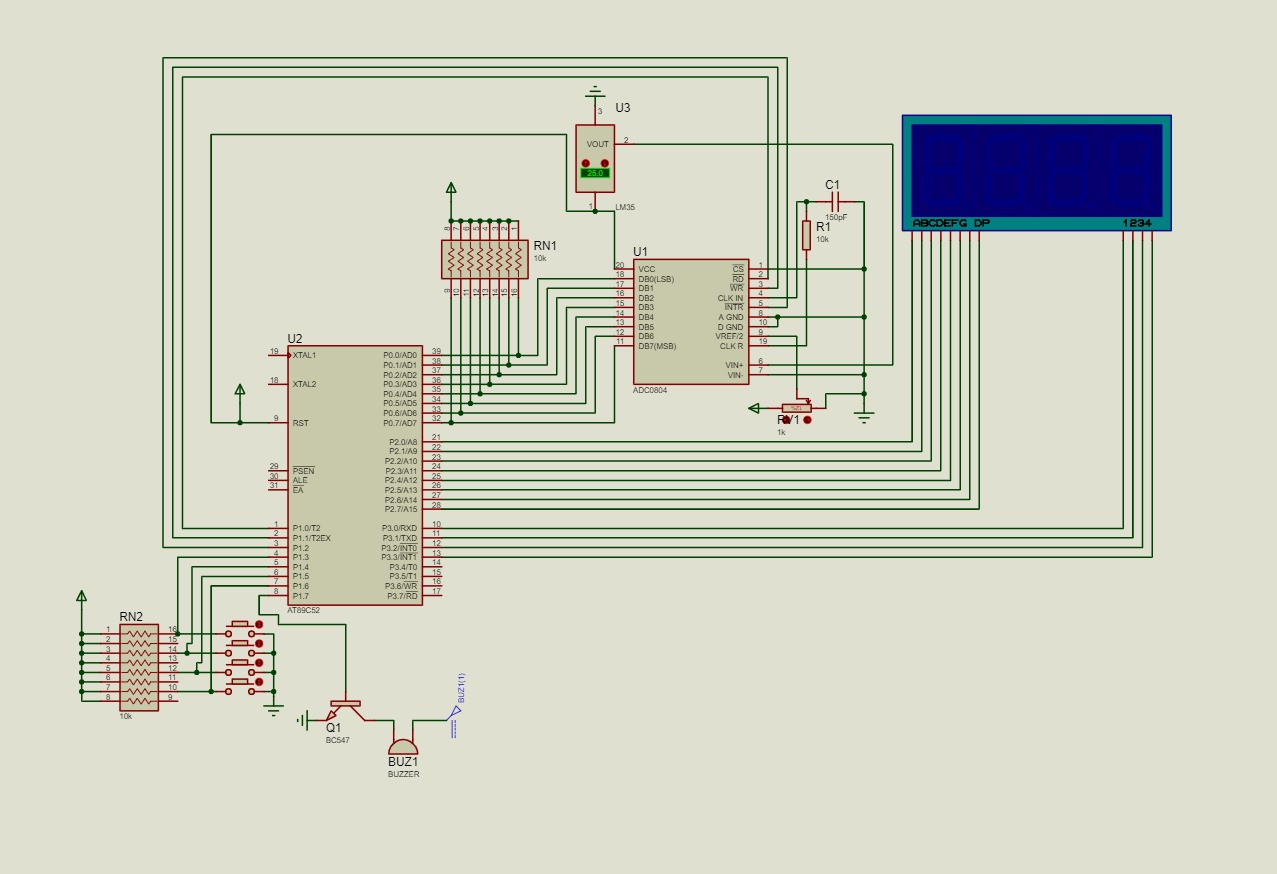 U3
3
VOUT
2
25.0
1
LM35
ABCDEFG DP
1234
C1
150pF
R1
10k
8
7
6
5
4
3
2
1
RN1
10k
9
10
11
12
13
14
15
16
U1
20 VCC
18 DB0(LSB)
17 DB1
16 DB2
15 DB3
14 DB4
13 DB5
12 DB6
11 DB7(MSB)
CS 1
RD 2
WR 3
CLK IN 4
INTR 5
A GND 8
D GND 10
VREF/2 9
CLK R 19
VIN+ 6
VIN- 7
ADC0804
RV1
1k
U2
19 XTAL1
18 XTAL2
9 RST
29 PSEN
30 ALE
31 EA
1 P1.0/T2
2 P1.1/T2EX
3 P1.2
4 P1.3
5 P1.4
6 P1.5
7 P1.6
8 P1.7
P0.0/AD0 39
P0.1/AD1 38
P0.2/AD2 37
P0.3/AD3 36
P0.4/AD4 35
P0.5/AD5 34
P0.6/AD6 33
P0.7/AD7 32
P2.0/A8 21
P2.1/A9 22
P2.2/A10 23
P2.3/A11 24
P2.4/A12 25
P2.5/A13 26
P2.6/A14 27
P2.7/A15 28
P3.0/RXD 10
P3.1/TXD 11
P3.2/INT0 12
P3.3/INT1 13
P3.4/T0 14
P3.5/T1 15
P3.6/WR 16
P3.7/RD 17
AT89C52
RN2
1 16
2 15
3 14
4 13
5 12
6 11
7 10
8 9
10k
Q1
BC547
BUZ1
BUZZER
BUZ1(1)